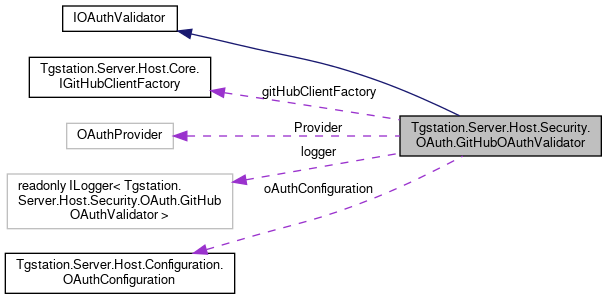 IOAuthValidator
Tgstation.Server.Host.Core.
IGitHubClientFactory
gitHubClientFactory
Tgstation.Server.Host.Security.
OAuth.GitHubOAuthValidator
OAuthProvider
Provider
logger
readonly ILogger< Tgstation.
Server.Host.Security.OAuth.GitHub
OAuthValidator >
oAuthConfiguration
Tgstation.Server.Host.Configuration.
OAuthConfiguration